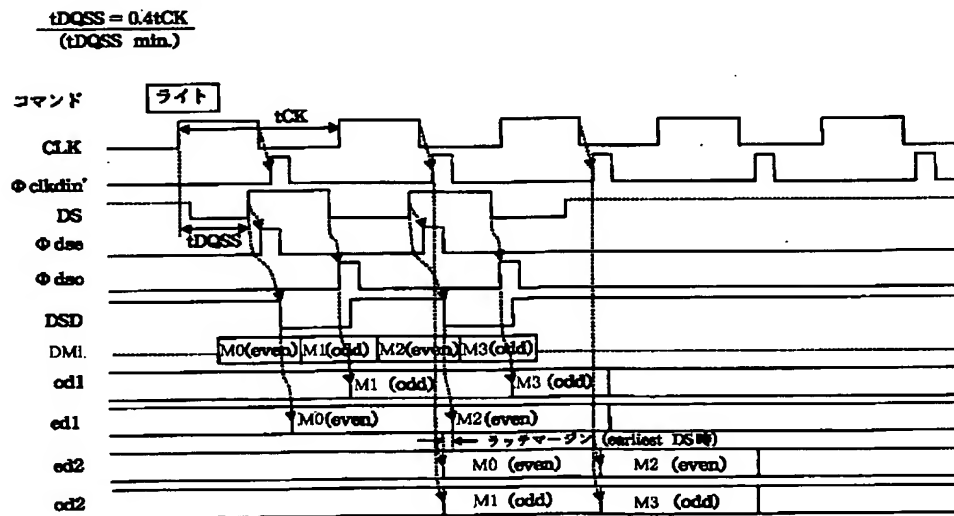 tDQSS = 0.4tCK
(tDQSS min.)
コマンド
ライト
tCK
CLK
Φclkdin'
DS
tDQSS
Φdse
Φdso
DSD
DMi.
M0(even) M1(odd) M2(even) M3(odd)
od1
M1 (odd) M3 (odd)
ed1
M0(even) M2(even)
ラッチマージン (earliest DS時)
ed2
M0 (even) M2 (even)
od2
M1 (odd) M3 (odd)